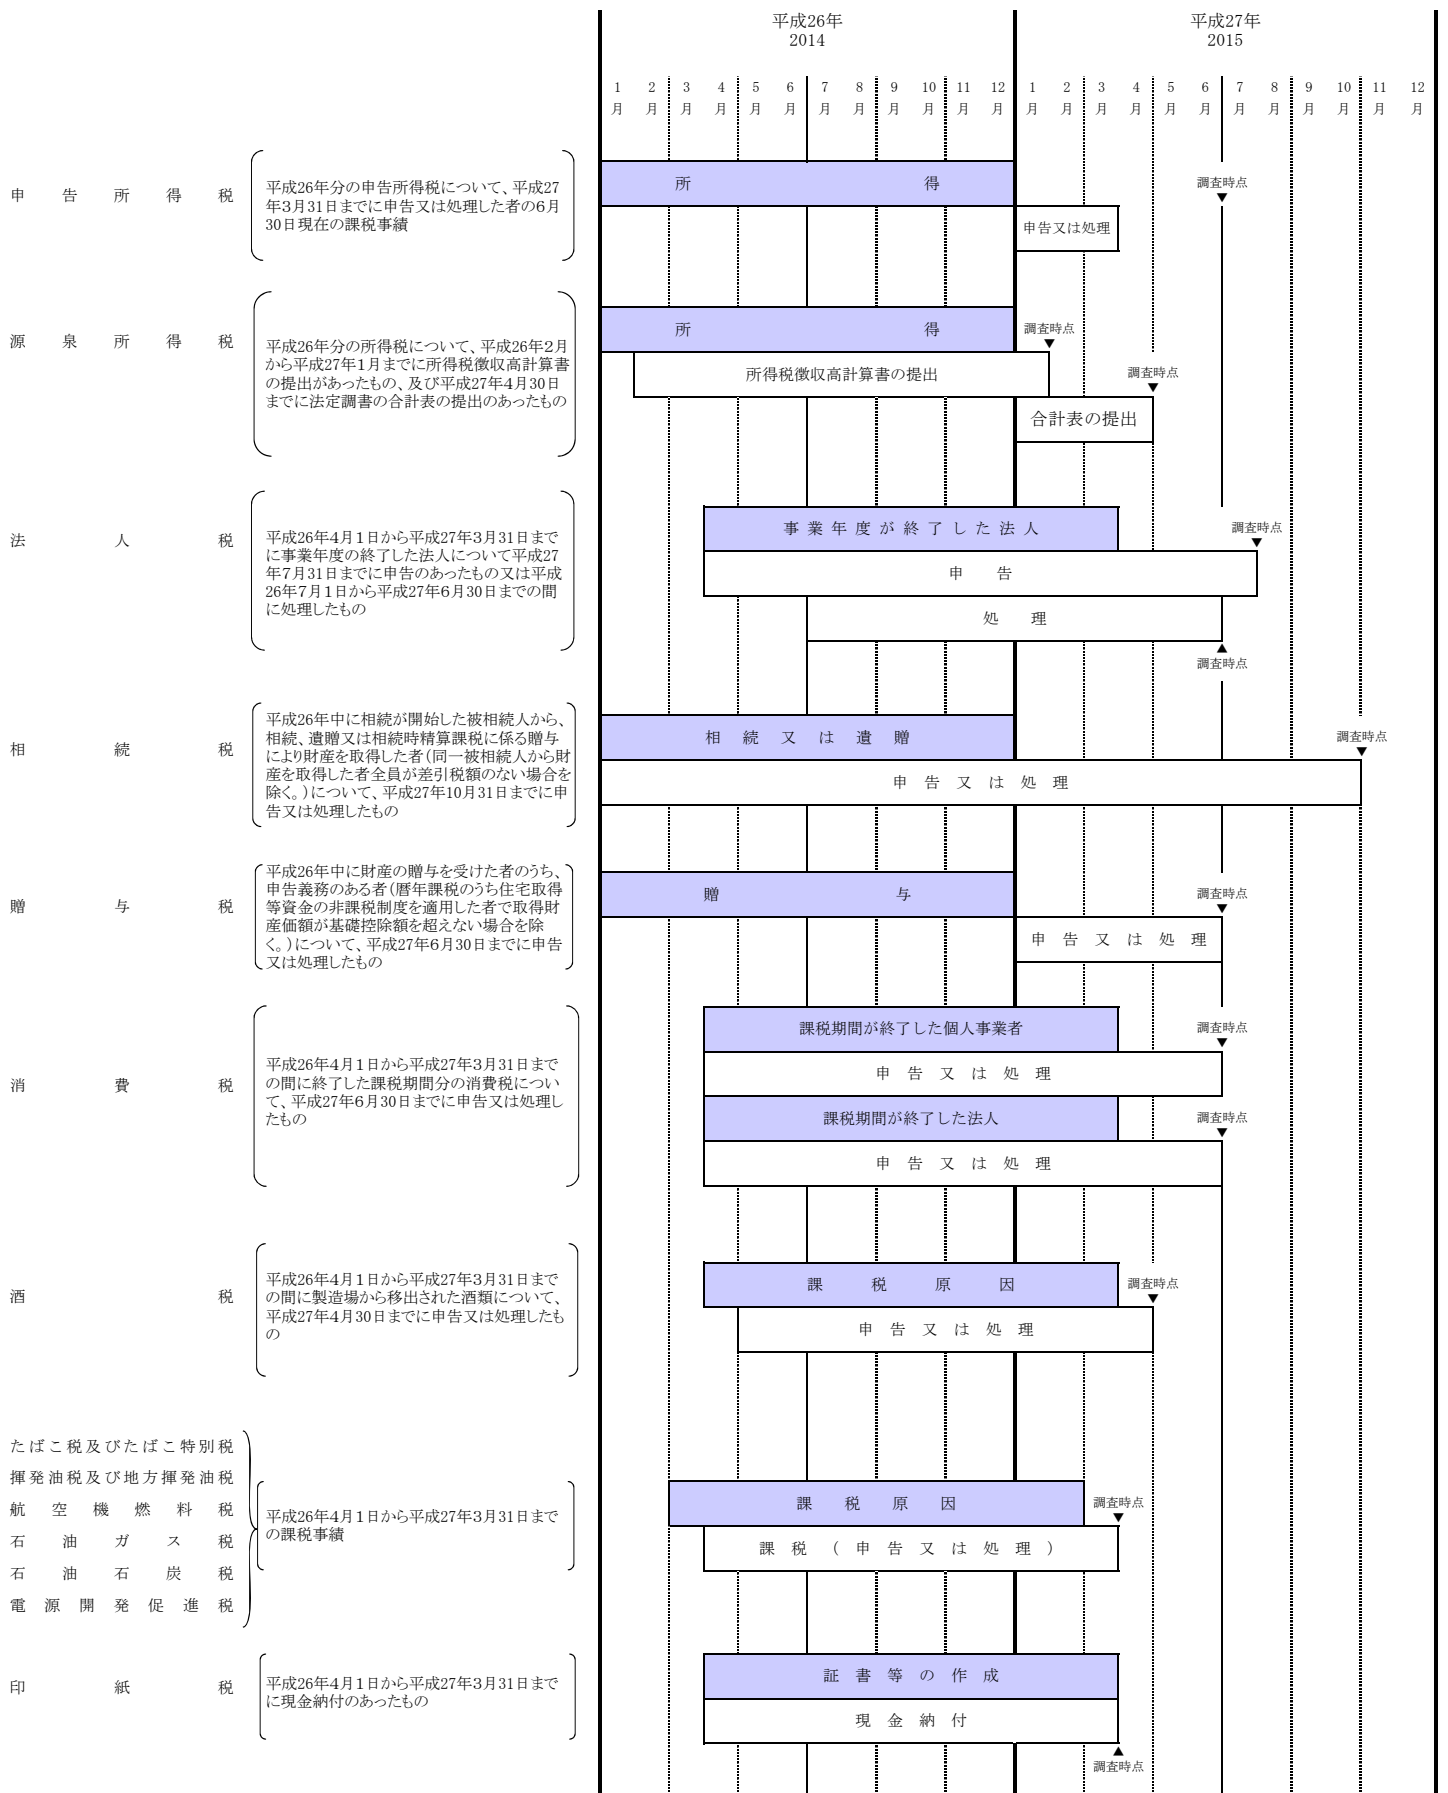 平成26年
2014
平成27年
2015
1 2 3 4 5 6 7 8 9 10 11 12 1 2 3 4 5 6 7 8 9 10 11 12
月 月 月 月 月 月 月 月 月 月 月 月 月 月 月 月 月 月 月 月 月 月 月 月
申告所得税
平成26年分の申告所得税について、平成27
年3月31日までに申告又は処理した者の6月
30日現在の課税事績
所得
調査時点
▼
申告又は処理
源泉所得税
平成26年分の所得税について、平成26年2月
から平成27年1月までに所得税徴収高計算書
の提出があったもの、及び平成27年4月30日
までに法定調書の合計表の提出のあったもの
所得
調査時点
▼
所得税徴収高計算書の提出
調査時点
▼
合計表の提出
法人税
平成26年4月1日から平成27年3月31日まで
に事業年度の終了した法人について平成27
年7月31日までに申告のあったもの又は平成
26年7月1日から平成27年6月30日までの間
に処理したもの
事業年度が終了した法人
調査時点
▼
申告
処理
▲
調査時点
相続税
平成26年中に相続が開始した被相続人から、
相続、遺贈又は相続時精算課税に係る贈与
により財産を取得した者(同一被相続人から財
産を取得した者全員が差引税額のない場合を
除く。)について、平成27年10月31日までに申
告又は処理したもの
相続又は遺贈
調査時点
▼
申告又は処理
贈与税
平成26年中に財産の贈与を受けた者のうち、
申告義務のある者(暦年課税のうち住宅取得
等資金の非課税制度を適用した者で取得財
産価額が基礎控除額を超えない場合を除
く。)について、平成27年6月30日までに申告
又は処理したもの
贈与
調査時点
▼
申告又は処理
消費税
平成26年4月1日から平成27年3月31日まで
の間に終了した課税期間分の消費税につい
て、平成27年6月30日までに申告又は処理し
たもの
課税期間が終了した個人事業者
調査時点
▼
申告又は処理
課税期間が終了した法人
調査時点
▼
申告又は処理
酒税
平成26年4月1日から平成27年3月31日まで
の間に製造場から移出された酒類について、
平成27年4月30日までに申告又は処理したも
の
課税原因
調査時点
▼
申告又は処理
たばこ税及びたばこ特別税
揮発油税及び地方揮発油税
航空機燃料税
石油ガス税
石油石炭税
電源開発促進税
平成26年4月1日から平成27年3月31日まで
の課税事績
課税原因
調査時点
▼
課税(申告又は処理)
印紙税
平成26年4月1日から平成27年3月31日まで
に現金納付のあったもの
証書等の作成
現金納付
▲
調査時点